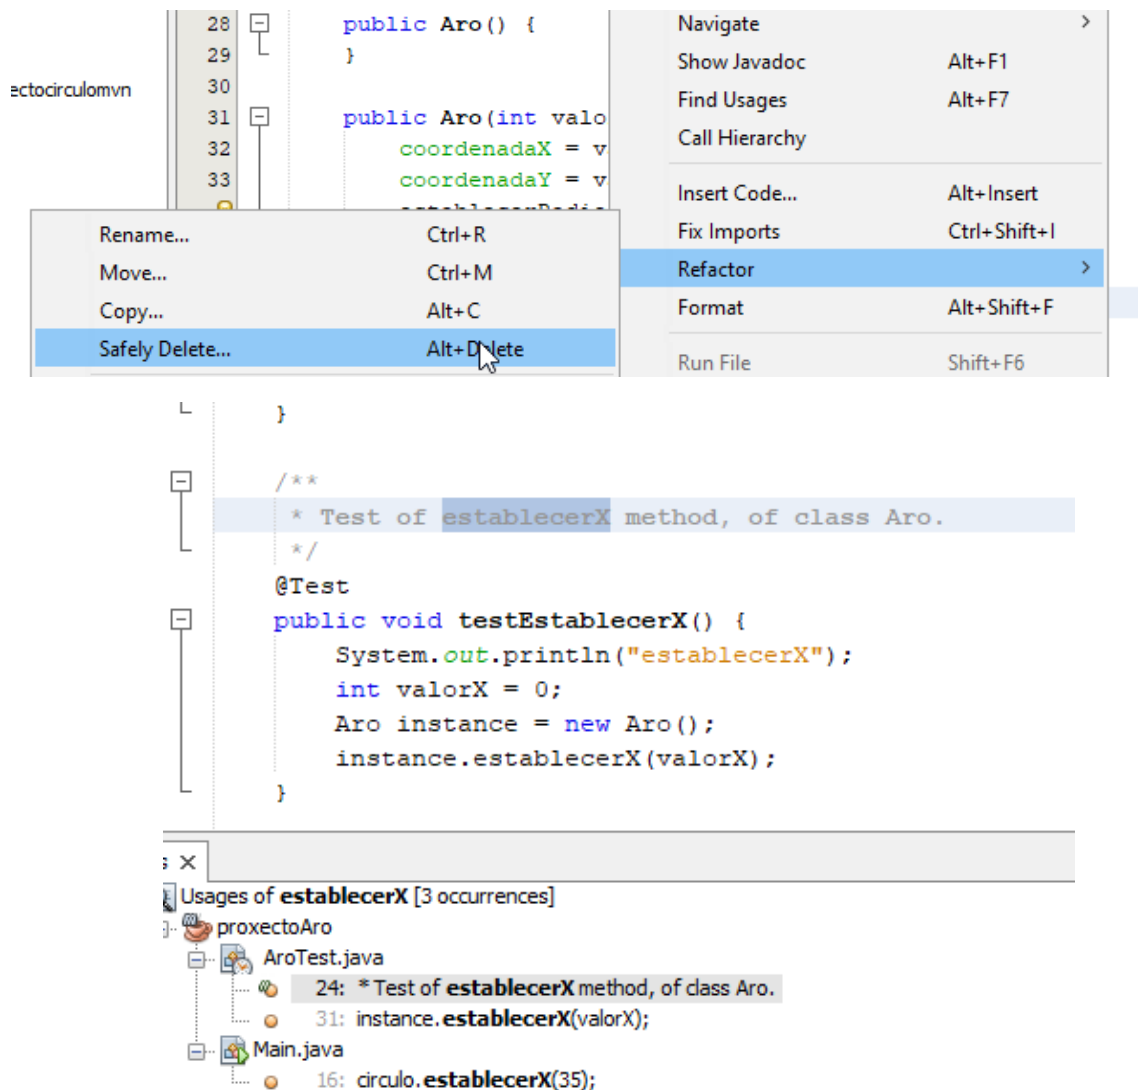 28 public Aro() {
Navigate >
29 }
Show Javadoc Alt+F1
ectocirculomvn
30
Find Usages Alt+F7
31 public Aro(int valo
Call Hierarchy
32 coordenadaX = v
33 coordenadaY = v
Insert Code... Alt+Insert
Rename... Ctrl+R
Fix Imports Ctrl+Shift+I
Move... Ctrl+M
Refactor >
Copy... Alt+C
Format Alt+Shift+F
Safely Delete... Alt+Delete
Run File Shift+F6
}
/**
* Test of establecerX method, of class Aro.
*/
@Test
public void testEstablecerX() {
System.out.println("establecerX");
int valorX = 0;
Aro instance = new Aro();
instance.establecerX(valorX);
}
s X
Usages of establecerX [3 occurrences]
proxectoAro
AroTest.java
24: * Test of establecerX method, of class Aro.
31: instance.establecerX(valorX);
Main.java
16: circulo.establecerX(35);